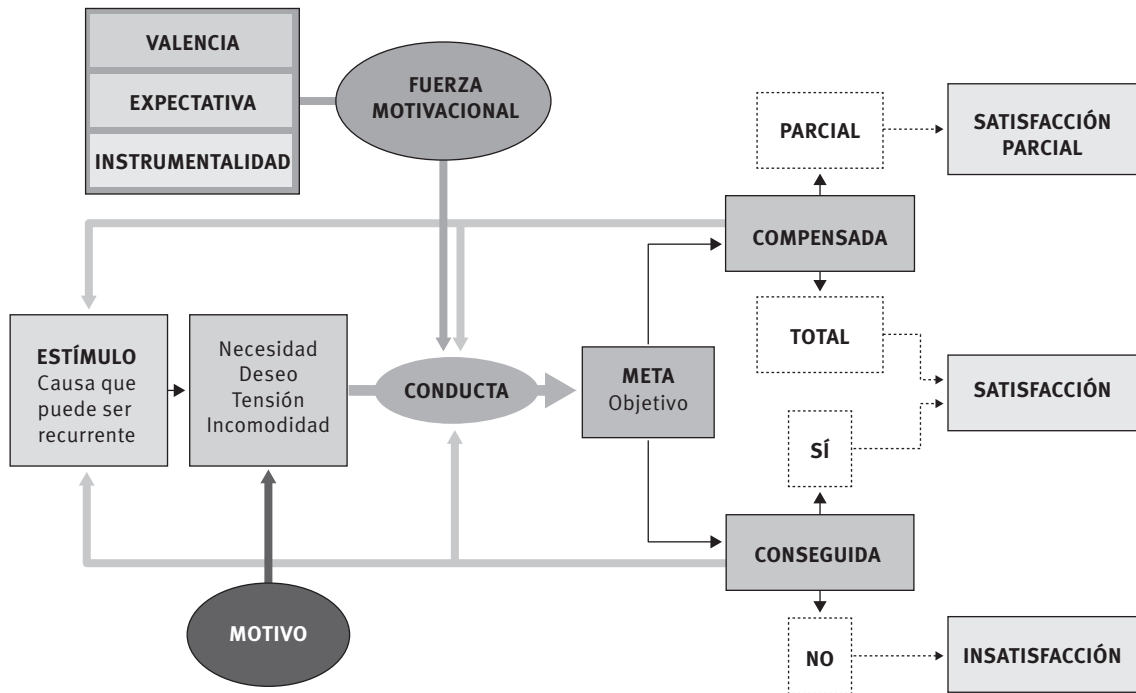 VALENCIA
EXPECTATIVA
INSTRUMENTALIDAD
FUERZA
MOTIVACIONAL
PARCIAL
SATISFACCIÓN
PARCIAL
COMPENSADA
TOTAL
ESTÍMULO
Causa que
puede ser
recurrente
Necesidad
Deseo
Tensión
Incomodidad
CONDUCTA
META
Objetivo
SATISFACCIÓN
SÍ
CONSEGUIDA
MOTIVO
NO
INSATISFACCIÓN